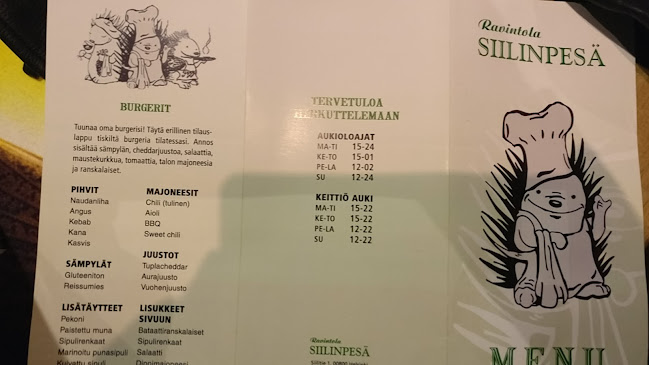 BURGERIT
Tuunaa oma burgerisi! Täytä erillinen tilaus-
lappu tiskiltä burgeria tilatessasi. Annos
sisältää sämpylän, cheddarjuustoa, salaattia,
maustekurkkua, tomaattia, talon majoneesia
ja ranskalaiset.
PIHVIT
Naudanliha
Angus
Kebab
Kana
Kasvis
SÄMPYLÄT
Gluteeniton
Reissumies
LISÄTÄYTTEET
Pekoni
Paistettu muna
Sipulirenkaat
Marinoitu punasipuli
MAJONEESIT
Chili (tulinen)
Aioli
BBQ
Sweet chili
JUUSTOT
Tuplacheddar
Aurajuusto
Vuohenjuusto
LISUKKEET
SIVUUN
Bataattiranskalaiset
Sipulirenkaat
Salaatti
Dippimajoneesi
TERVETULOA
HERKUTTELEMAAN
AUKIOLOAJAT
MA-TI 15-24
KE-TO 15-01
PE-LA 12-02
SU 12-24
KEITTIÖ AUKI
MA-TI 15-22
KE-TO 15-22
PE-LA 12-22
SU 12-22
Ravintola
SIILINPESÄ
Ravintola
SIILINPESÄ
MENU